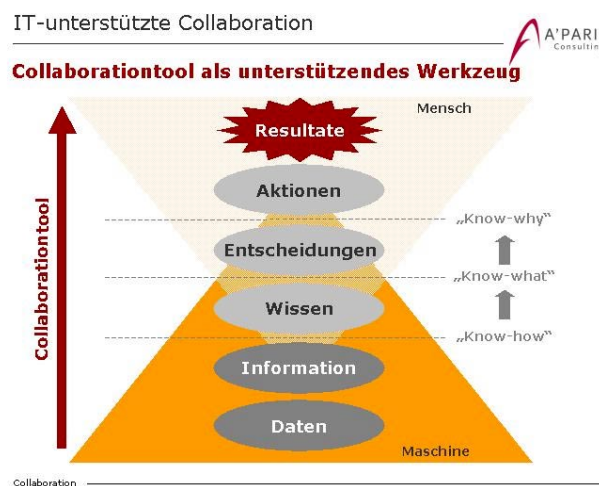 IT-unterstützte Collaboration
A'PARI
Consulting
Collaborationtool als unterstützendes Werkzeug
Mensch
Resultate
Aktionen
„Know-why"
Entscheidungen
„Know-what"
Wissen
„Know-how"
Information
Daten
Maschine
Collaborationtool
Collaboration